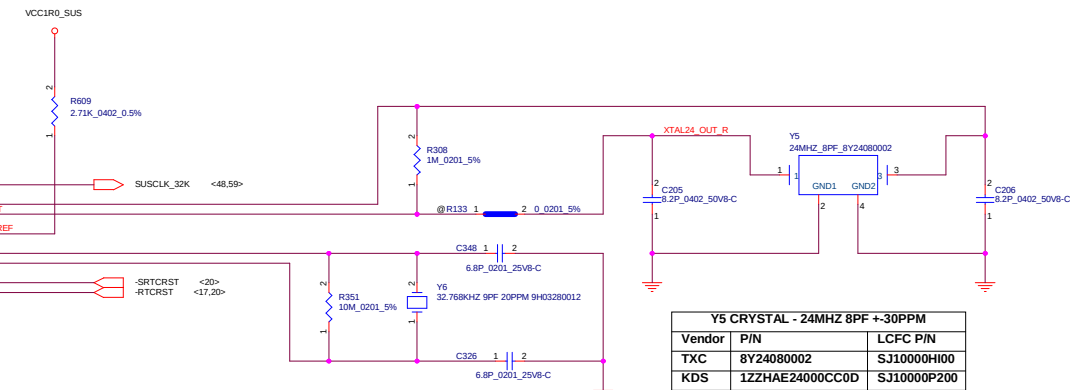 VCC1R0_SUS
2
R609
2.71K_0402_0.5%
1
SUSCLK_32K <48,59>
2
R308
1M_0201_5%
1
@R133 1 2 0_0201_5%
XTAL24_OUT_R
Y5
24MHZ_8PF_8Y24080002
1 1 3 3
GND1 GND2
2 4
2
C205
8.2P_0402_50V8-C
1
2
C206
8.2P_0402_50V8-C
1
REF
C348 1 2
6.8P_0201_25V8-C
-SRTCRST <20>
-RTCRST <17,20>
2
R351
10M_0201_5%
1
2
Y6
32.768KHZ 9PF 20PPM 9H03280012
1
C326 1 2
6.8P_0201_25V8-C
Y5 CRYSTAL - 24MHZ 8PF +-30PPM
Vendor P/N LCFC P/N
TXC 8Y24080002 SJ10000HI00
KDS 1ZZHAE24000CC0D SJ10000P200